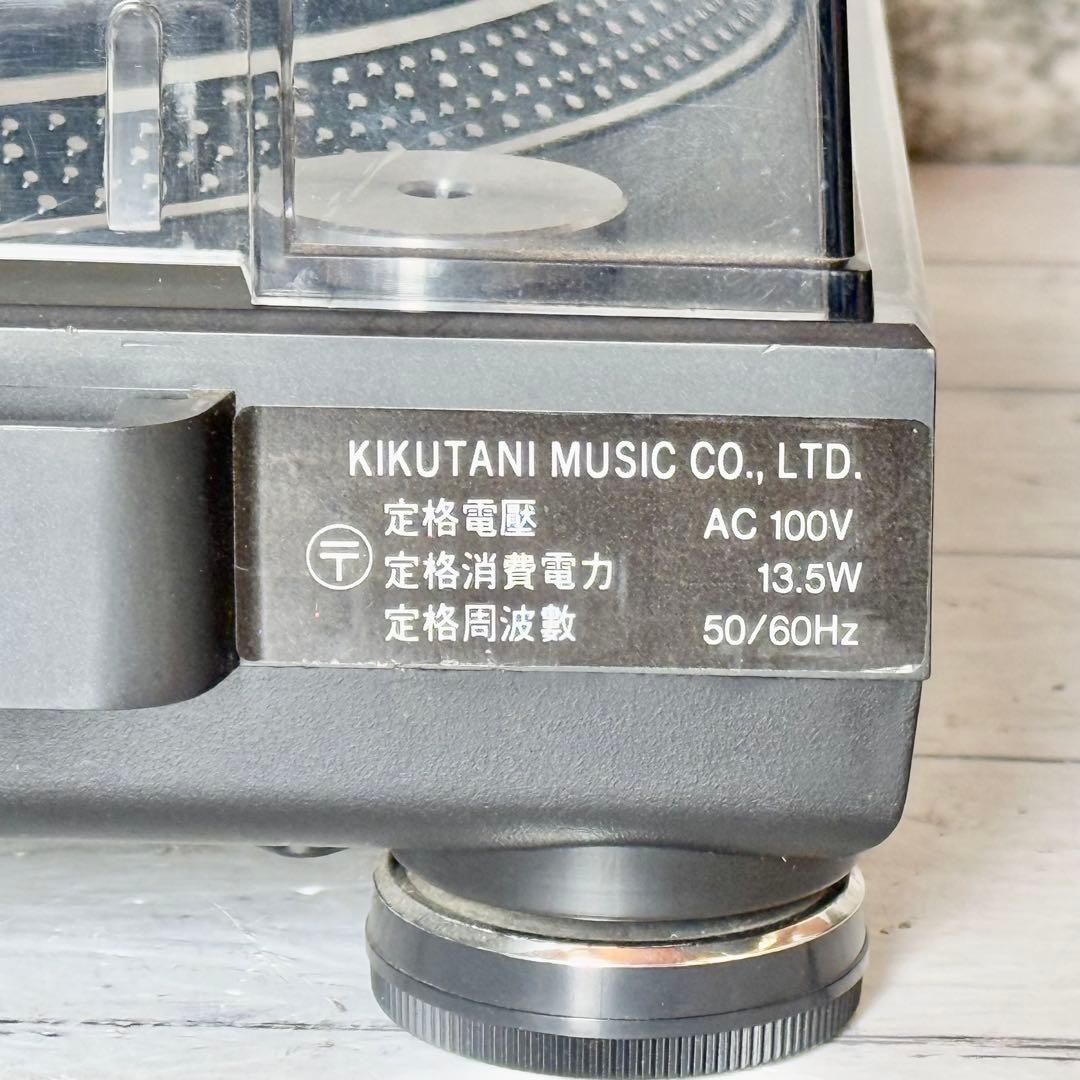 KIKUTANI MUSIC CO., LTD.
定格電壓 AC 100V
〒 定格消費電力 13.5W
定格周波數 50/60Hz